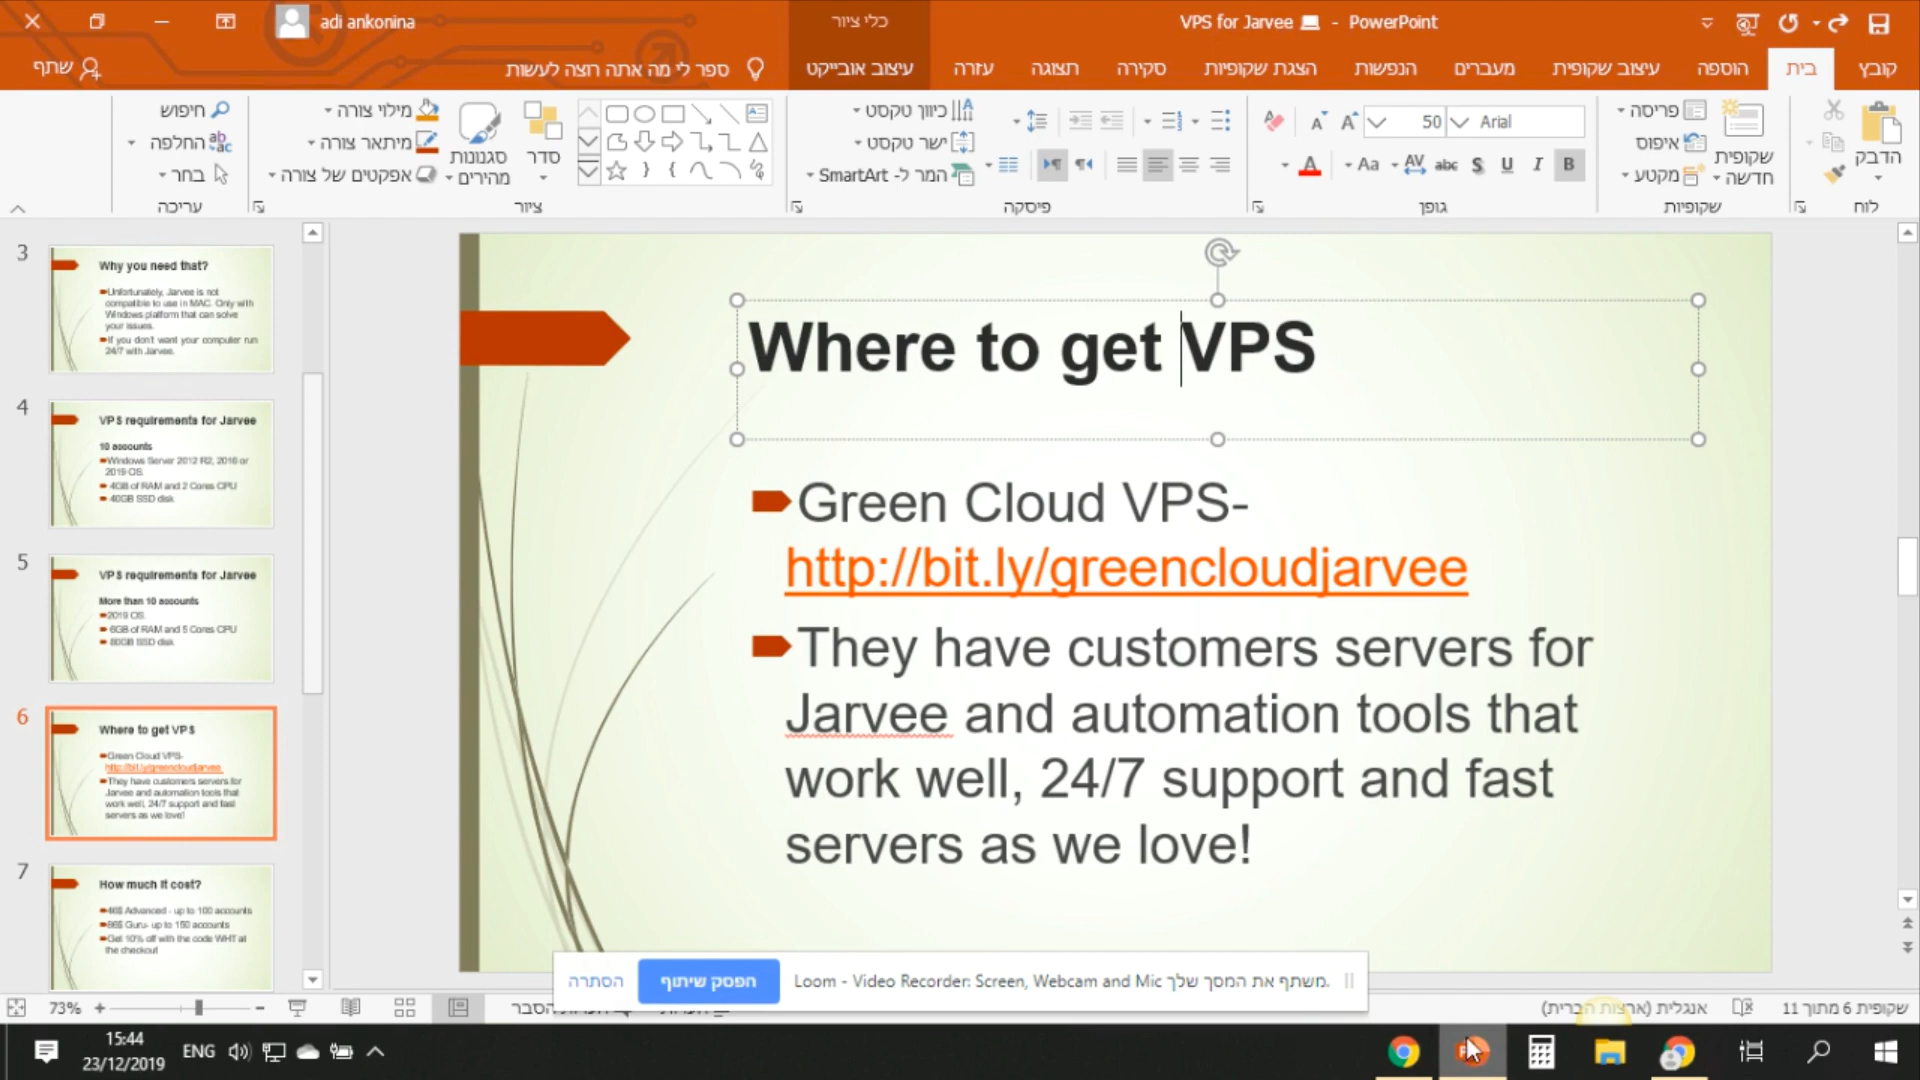 adi ankonina
כלי ציור
VPS for Jarvee - PowerPoint
קובץ
בית
הוספה
עיצוב שקופית
מעברים
הנפשות
הצגת שקופיות
סקירה
תצוגה
עזרה
עיצוב אובייקט
ספר לי מה אתה רוצה לעשות
שתף
הדבק
לוח
שקופית חדשה
פריסה
איפוס
מקטע
שקופיות
Arial
50
גופן
כיוון טקסט
ישר טקסט
המר ל- SmartArt
פיסקה
סדר
סגנונות מהירים
מילוי צורה
מיתאר צורה
אפקטים של צורה
ציור
חיפוש
החלפה
בחר
עריכה
3
Why you need that?
Unfortunately, Jarvee is not
compatible to use in MAC. Only with
Windows platform that can solve
your issues.
If you don't want your computer run
24/7 with Jarvee.
4
VPS requirements for Jarvee
10 accounts
Windows Server 2012 R2, 2016 or
2019 OS.
4GB of RAM and 2 Cores CPU
40GB SSD disk
5
VPS requirements for Jarvee
More than 10 accounts
2019 OS.
6GB of RAM and 5 Cores CPU
80GB SSD disk
6
Where to get VPS
Green Cloud VPS-
http://bit.ly/greencloudjarvee
They have customers servers for
Jarvee and automation tools that
work well, 24/7 support and fast
servers as we love!
7
How much it cost?
Advanced - up to 100 accounts
Guru- up to 150 accounts
Get 10% off with the code WHT at
the checkout
Where to get VPS
Green Cloud VPS-
http://bit.ly/greencloudjarvee
They have customers servers for
Jarvee and automation tools that
work well, 24/7 support and fast
servers as we love!
Loom - Video Recorder: Screen, Webcam and Mic משתף את המסך שלך.
הפסק שיתוף
הסתרה
שקופית 6 מתוך 11
אנגלית (ארצות הברית)
73%
15:44
23/12/2019
ENG